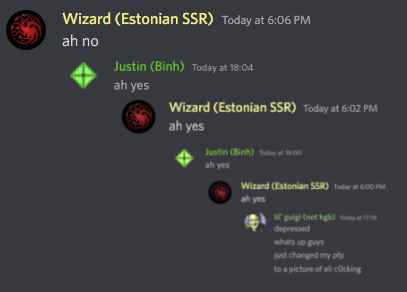 Wizard (Estonian SSR) Today at 6:06 PM
ah no
Justin (Binh) Today at 18:04
ah yes
Wizard (Estonian SSR) Today at 6:02 PM
ah yes
Justin (Binh) Today at 18:00
ah yes
Wizard (Estonian SSR) Today at 6:00 PM
ah yes
lil' guigi (not kgb) Today at 17:59
depressed
whats up guys
just changed my pfp
to a picture of eli c0cking